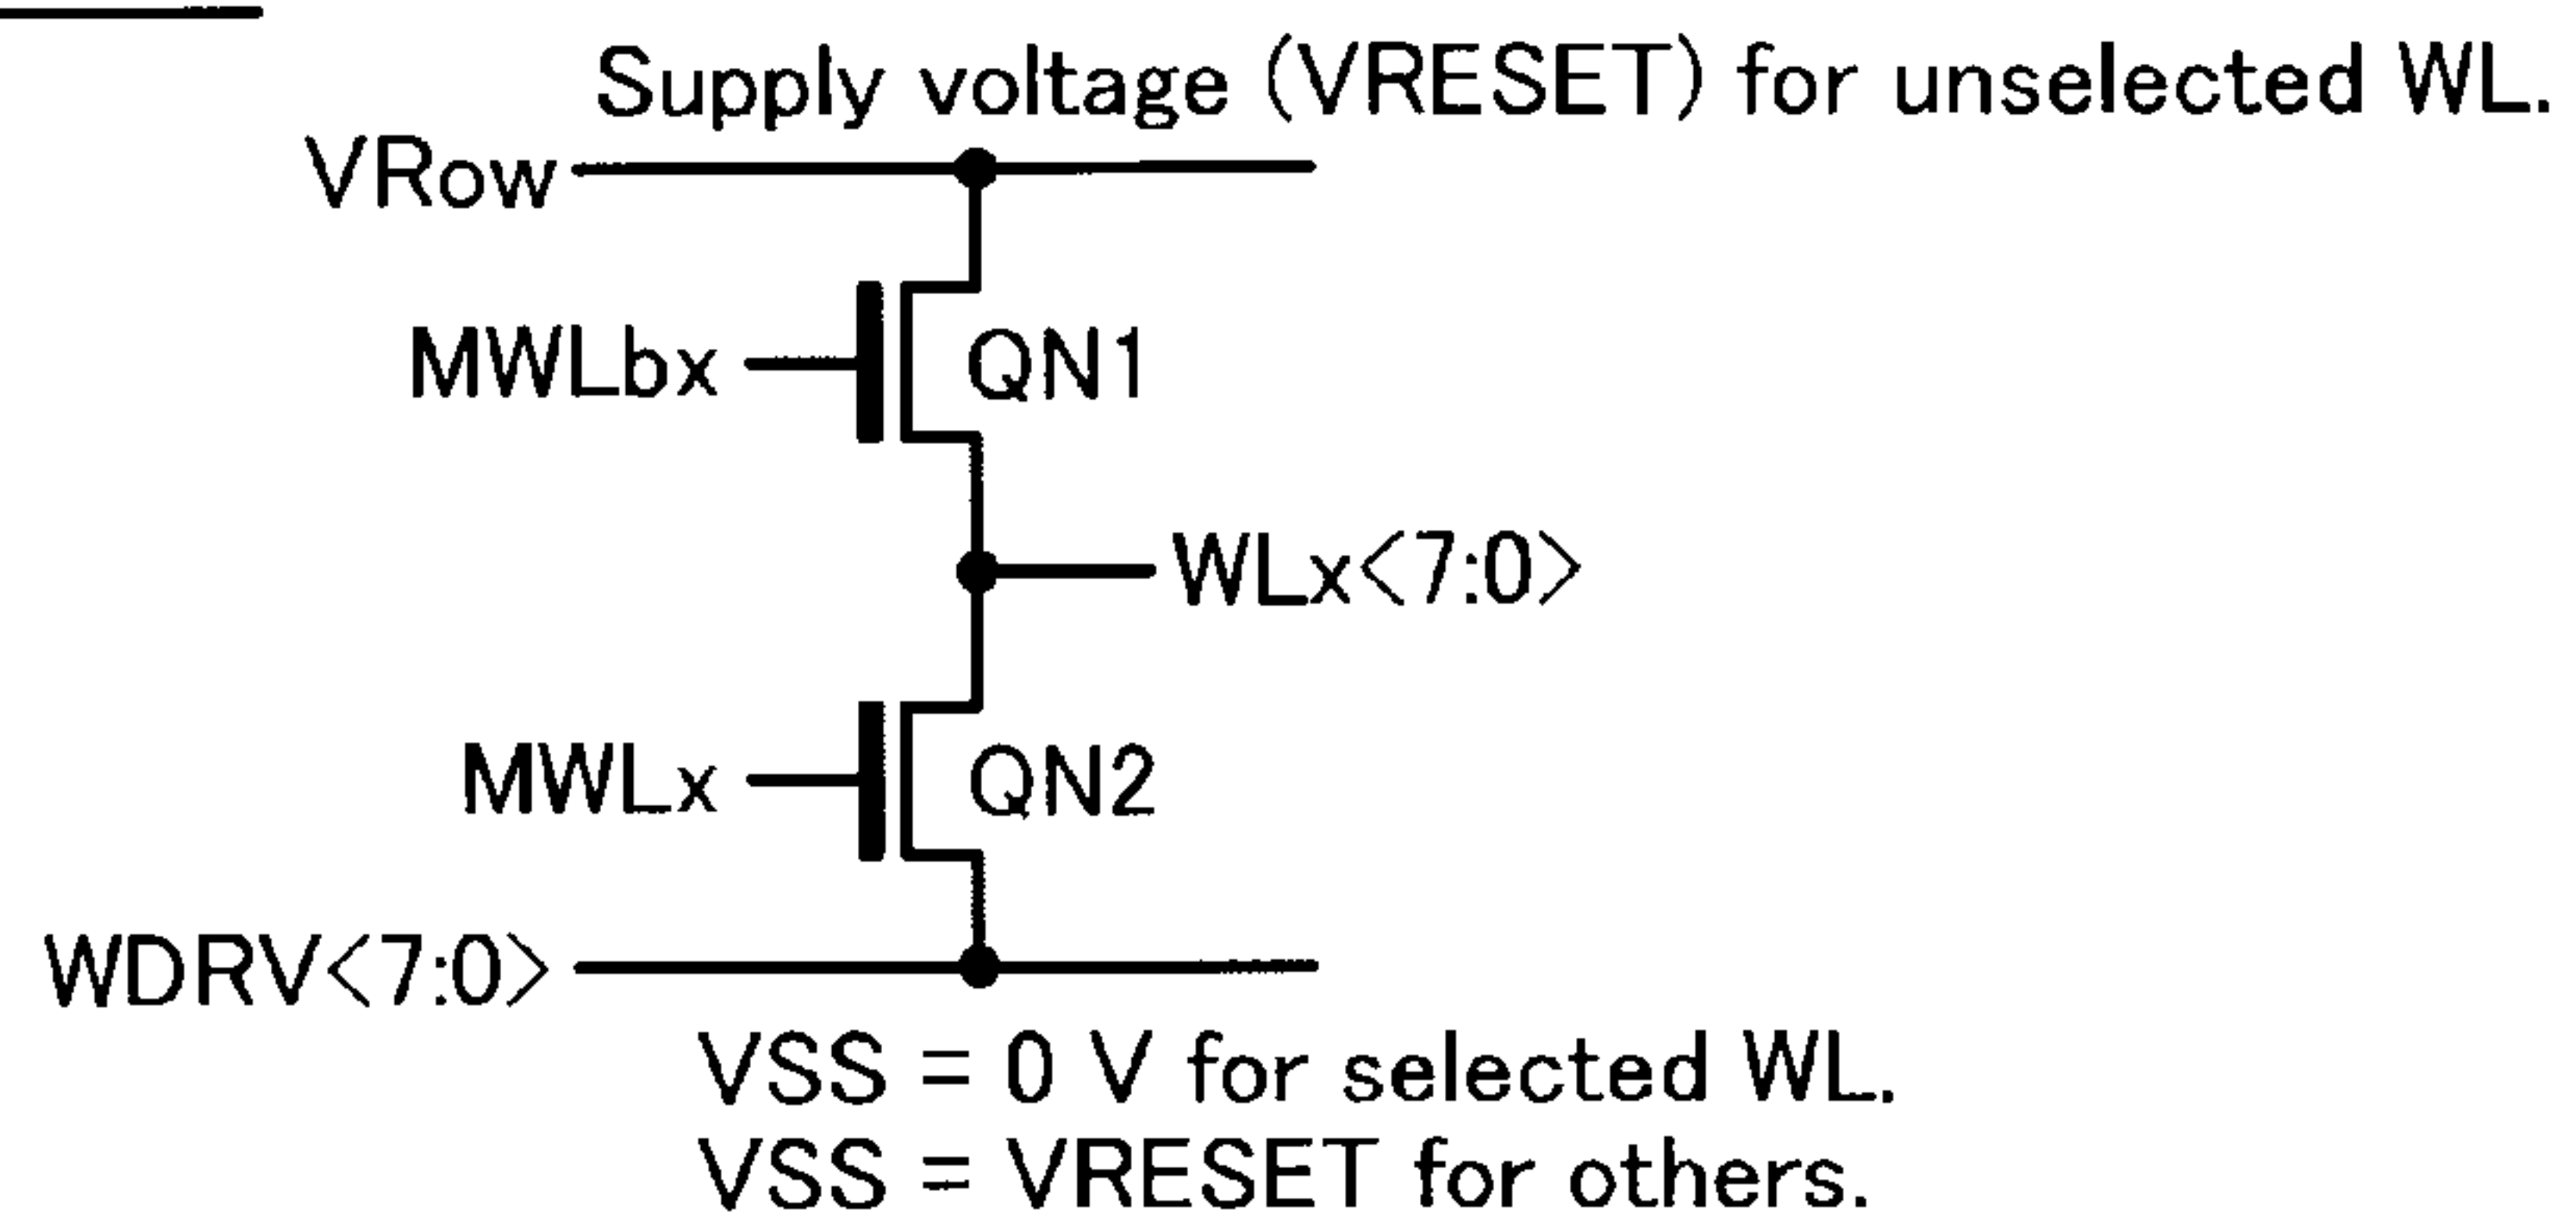 Supply voltage (VRESET) for unselected WL.
VRow
MWLbx
QN1
WLx<7:0>
MWLx
QN2
WDRV<7:0>
VSS = 0 V for selected WL.
VSS = VRESET for others.